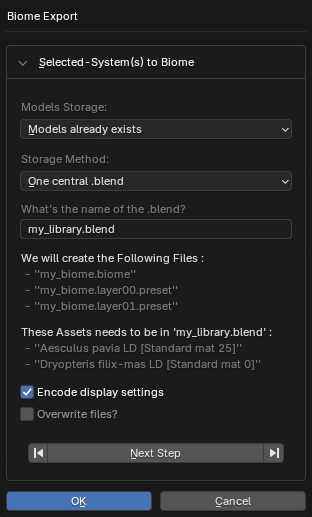 Biome Export
Selected-System(s) to Biome
Models Storage:
Models already exists
Storage Method:
One central .blend
What's the name of the .blend?
my_library.blend
We will create the Following Files :
- "my_biome.biome"
- "my_biome.layer00.preset"
- "my_biome.layer01.preset"
These Assets needs to be in 'my_library.blend' :
- "Aesculus pavia LD [Standard mat 25]"
- "Dryopteris filix-mas LD [Standard mat 0]"
Encode display settings
Overwrite files?
Next Step
OK
Cancel